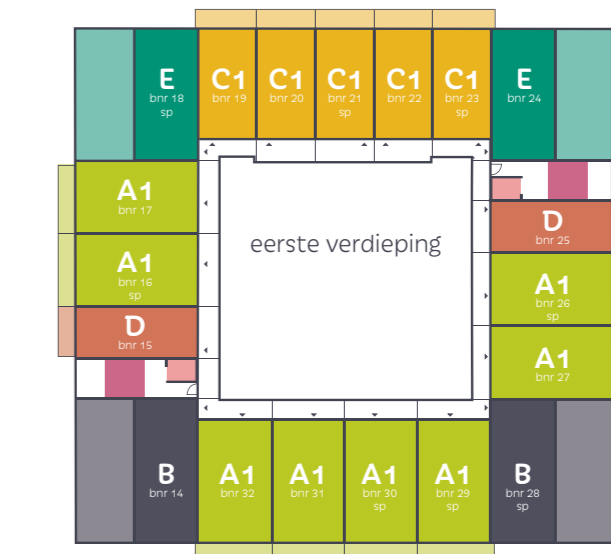 E
bnr 18
sp
C1
bnr 19
C1
bnr 20
C1
bnr 21
sp
C1
bnr 22
C1
bnr 23
sp
E
bnr 24
A1
bnr 17
A1
bnr 16
sp
D
bnr 15
eerste verdieping
D
bnr 25
A1
bnr 26
sp
A1
bnr 27
B
bnr 14
A1
bnr 32
A1
bnr 31
A1
bnr 30
sp
A1
bnr 29
sp
B
bnr 28
sp